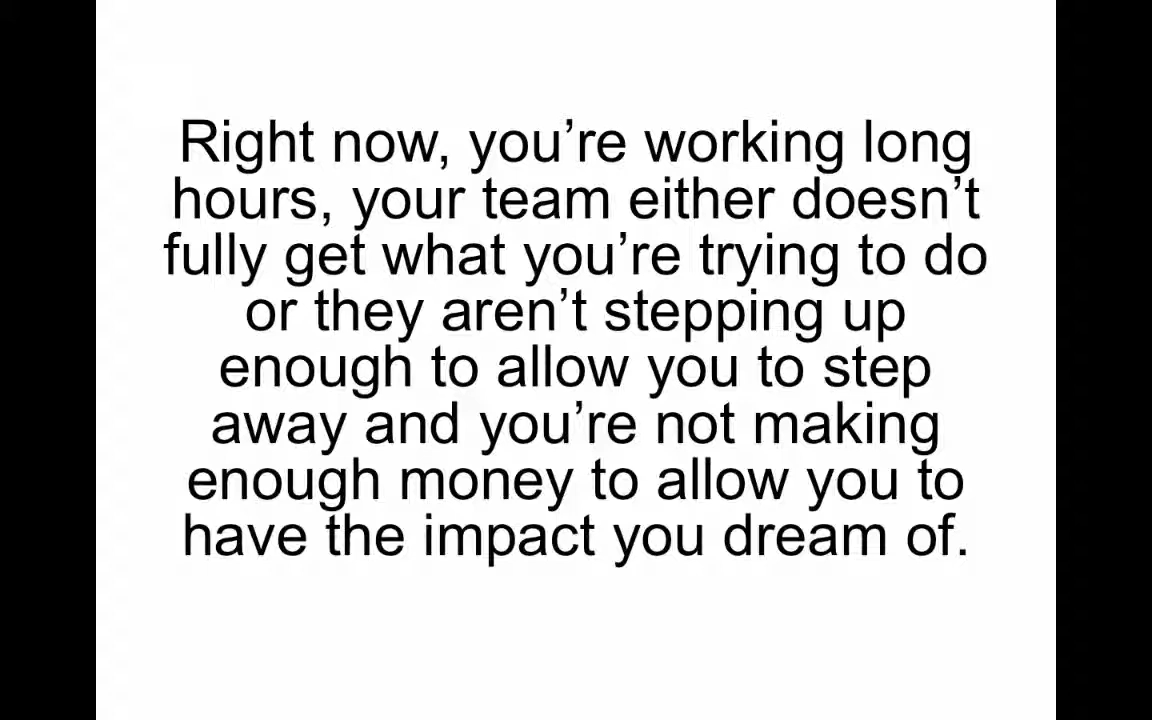 Right now, you’re working long
hours, your team either doesn’t
fully get what you’re trying to do
or they aren’t stepping up
enough to allow you to step
away and you’re not making
enough money to allow you to
have the impact you dream of.